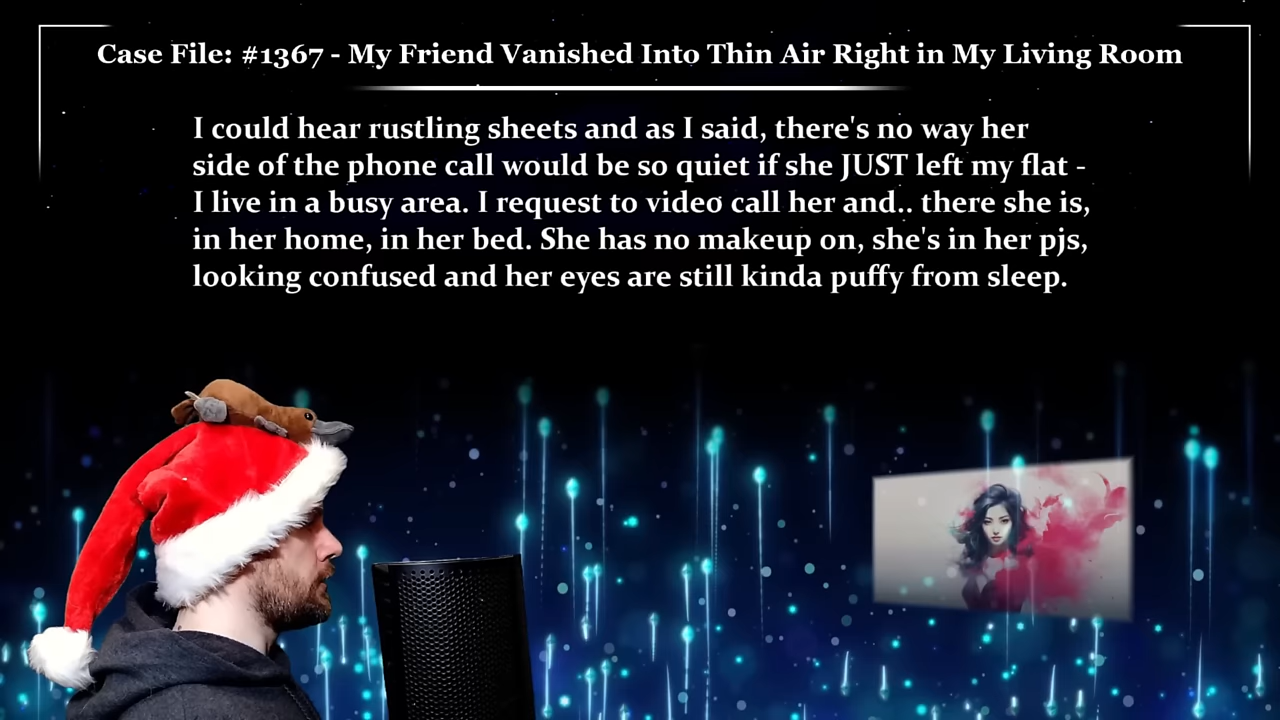 Case File: #1367 - My Friend Vanished Into Thin Air Right in My Living Room
I could hear rustling sheets and as I said, there's no way her
side of the phone call would be so quiet if she JUST left my flat -
I live in a busy area. I request to video call her and.. there she is,
in her home, in her bed. She has no makeup on, she's in her pjs,
looking confused and her eyes are still kinda puffy from sleep.